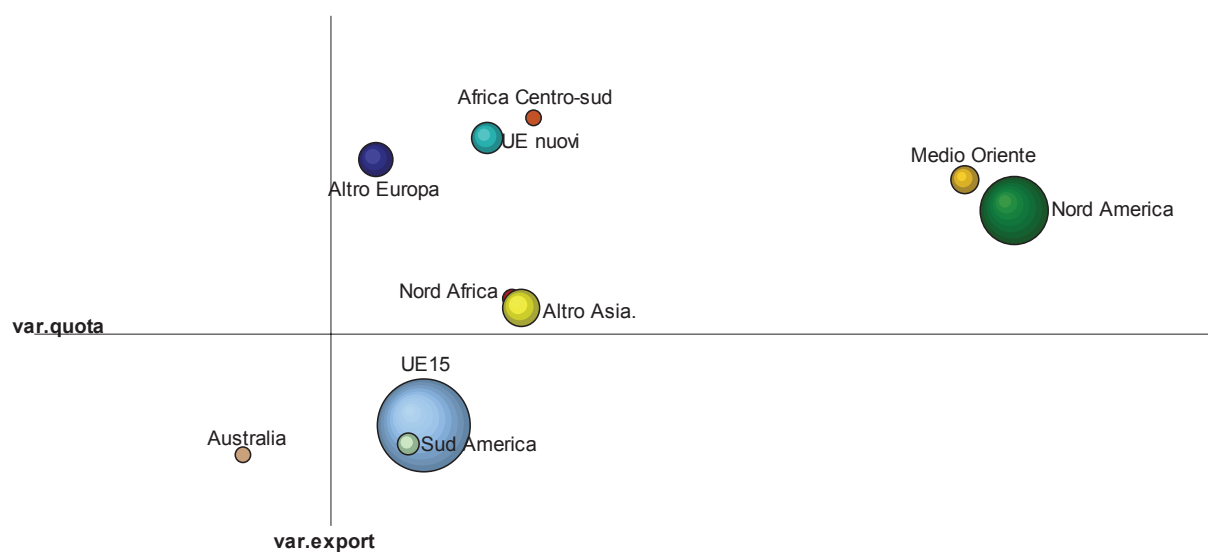 Africa Centro-sud
UE nuovi
Medio Oriente
Altro Europa
Nord America
Nord Africa
Altro Asia.
var.quota
UE15
Australia
Sud America
var.export